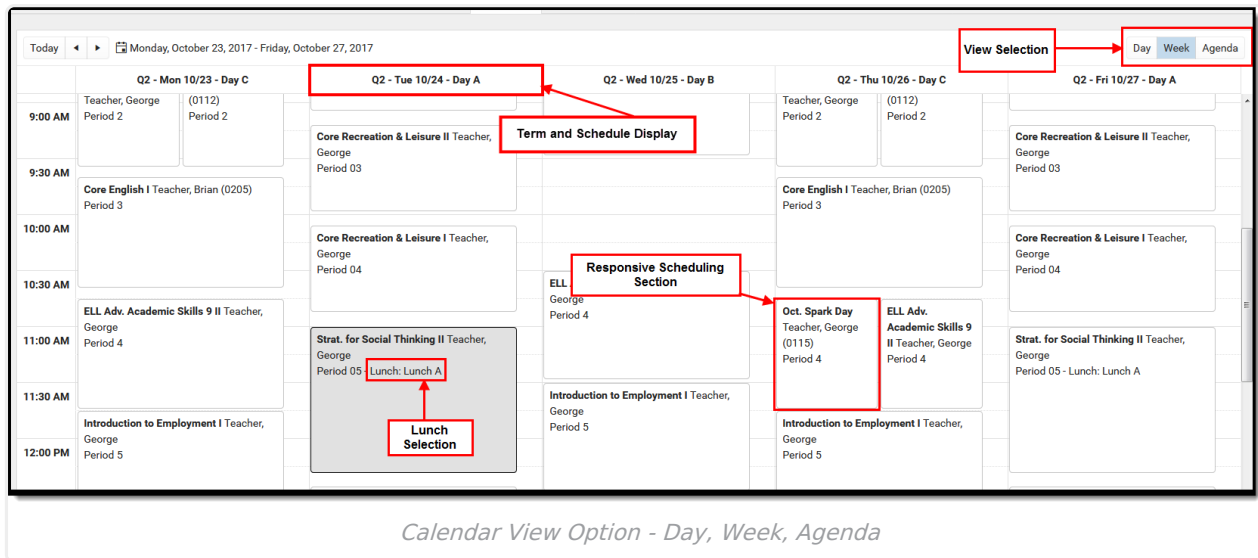 Today
Monday, October 23, 2017 - Friday, October 27, 2017
View Selection
Day Week Agenda
Q2 - Mon 10/23 - Day C
Q2 - Tue 10/24 - Day A
Q2 - Wed 10/25 - Day B
Q2 - Thu 10/26 - Day C
Q2 - Fri 10/27 - Day A
9:00 AM
9:30 AM
10:00 AM
10:30 AM
11:00 AM
11:30 AM
12:00 PM
Teacher, George
Period 2
(0112)
Period 2
Core English I Teacher, Brian (0205)
Period 3
ELL Adv. Academic Skills 9 II Teacher,
George
Period 4
Introduction to Employment I Teacher,
George
Period 5
Term and Schedule Display
Core Recreation & Leisure II Teacher,
George
Period 03
Core Recreation & Leisure I Teacher,
George
Period 04
Strat. for Social Thinking II Teacher,
George
Period 05 - Lunch: Lunch A
Lunch
Selection
Responsive Scheduling
Section
ELL
George
Period 4
Introduction to Employment I Teacher,
George
Period 5
Teacher, George
Period 2
(0112)
Period 2
Core English I Teacher, Brian (0205)
Period 3
Oct. Spark Day
Teacher, George
(0115)
Period 4
ELL Adv.
Academic Skills 9
II Teacher, George
Period 4
Introduction to Employment I Teacher,
George
Period 5
Core Recreation & Leisure II Teacher,
George
Period 03
Core Recreation & Leisure I Teacher,
George
Period 04
Strat. for Social Thinking II Teacher,
George
Period 05 - Lunch: Lunch A
Calendar View Option - Day, Week, Agenda